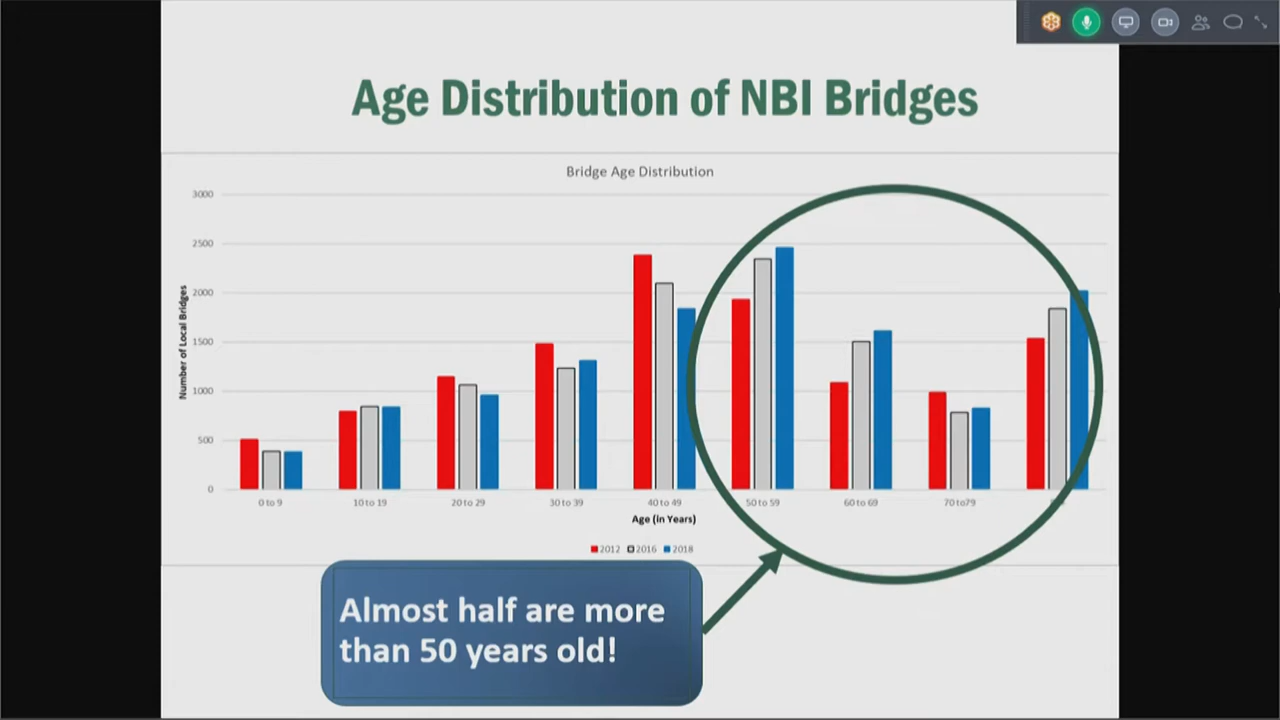 Age Distribution of NBI Bridges
Bridge Age Distribution
Number of Local Bridges
3000
2500
2000
1500
1000
500
0
0 to 9
10 to 19
20 to 29
30 to 39
40 to 49
50 to 59
60 to 69
70 to79
Age (in Years)
2012 2016 2018
Almost half are more
than 50 years old!